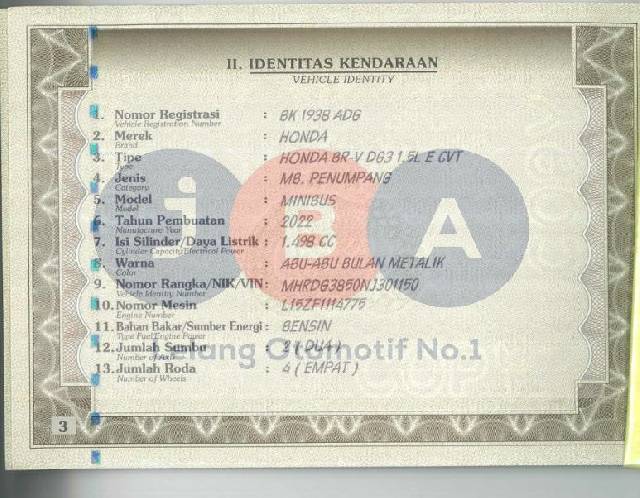 II. IDENTITAS KENDARAAN
VEHICLE IDENTITY
1. Nomor Registrasi : BK 1938 ADG
Vehicle Registration Number
2. Merek : HONDA
Brand
3. Tipe : HONDA BR-V DG3 1.5L E CVT
Type
4. Jenis : MB. PENUMPANG
Category
5. Model : MINIBUS
Model
6. Tahun Pembuatan : 2022
Manufacture Year
7. Isi Silinder/Daya Listrik : 1.498 CC
Cylinder Capacity/Electrical Power
8. Warna : ABU-ABU BULAN METALIK
Color
9. Nomor Rangka/NIK/VIN : MHRDG3850NJ301150
Vehicle Identity Number
10. Nomor Mesin : L15ZF1114775
Engine Number
11. Bahan Bakar/Sumber Energi : BENSIN
Type Fuel/Engine Power
12. Jumlah Sumbu : 2 ( DUA )
Number of Axle
13. Jumlah Roda : 4 ( EMPAT )
Number of Wheels
3
iBA
Lelang Otomotif No.1